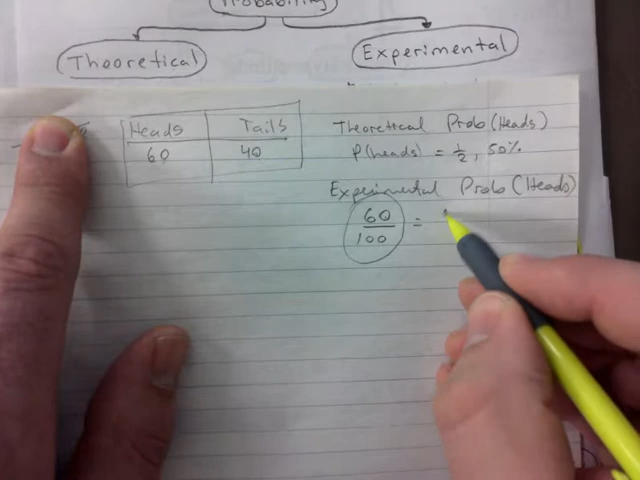 Probability
Theoretical
Experimental
Heads Tails
60 40
Theoretical Prob (Heads)
P(heads) = 1/2, 50%
Experimental Prob (Heads)
60/100 =